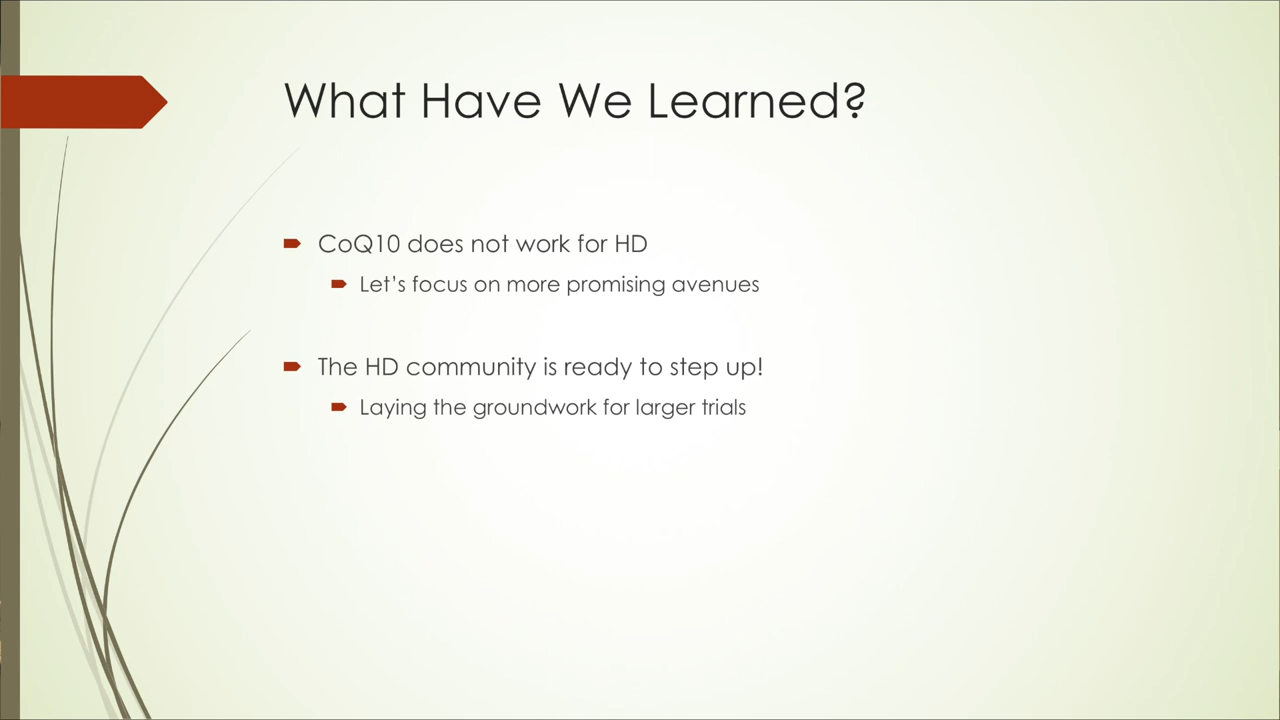 What Have We Learned?
CoQ10 does not work for HD
Let's focus on more promising avenues
The HD community is ready to step up!
Laying the groundwork for larger trials